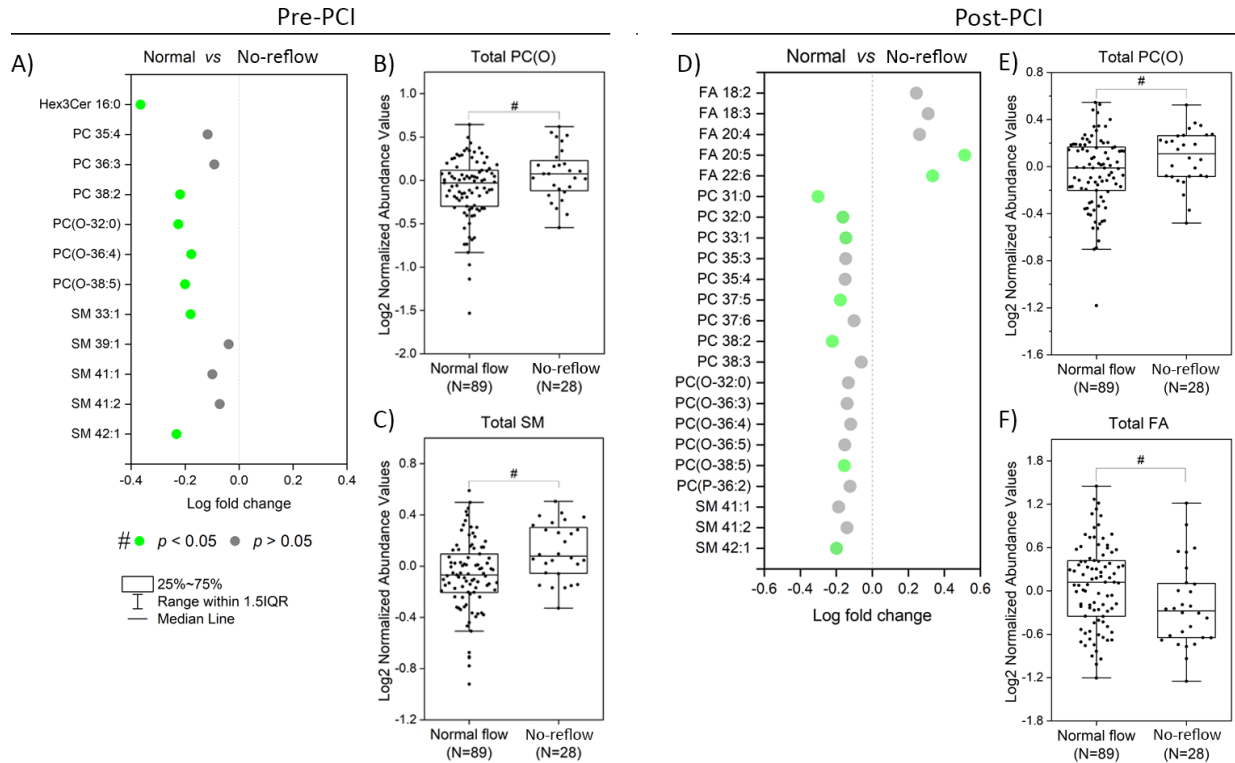 Pre-PCI
Post-PCI
A)
Normal vs No-reflow
Hex3Cer 16:0
PC 35:4
PC 36:3
PC 38:2
PC(O-32:0)
PC(O-36:4)
PC(O-38:5)
SM 33:1
SM 39:1
SM 41:1
SM 41:2
SM 42:1
-0.4 -0.2 0.0 0.2 0.4
Log fold change
# p < 0.05 p > 0.05
25%~75%
Range within 1.5IQR
Median Line
B)
Total PC(O)
Log2 Normalized Abundance Values
1.0
0.5
0.0
-0.5
-1.0
-1.5
-2.0
#
Normal flow No-reflow
(N=89) (N=28)
C)
Total SM
Log2 Normalized Abundance Values
0.8
0.4
0.0
-0.4
-0.8
-1.2
#
Normal flow No-reflow
(N=89) (N=28)
D)
Normal vs No-reflow
FA 18:2
FA 18:3
FA 20:4
FA 20:5
FA 22:6
PC 31:0
PC 32:0
PC 33:1
PC 35:3
PC 35:4
PC 37:5
PC 37:6
PC 38:2
PC 38:3
PC(O-32:0)
PC(O-36:3)
PC(O-36:4)
PC(O-36:5)
PC(O-38:5)
PC(P-36:2)
SM 41:1
SM 41:2
SM 42:1
-0.6 -0.4 -0.2 0.0 0.2 0.4 0.6
Log fold change
E)
Total PC(O)
Log2 Normalized Abundance Values
0.8
0.4
0.0
-0.4
-0.8
-1.2
-1.6
#
Normal flow No-reflow
(N=89) (N=28)
F)
Total FA
Log2 Normalized Abundance Values
1.8
1.2
0.6
0.0
-0.6
-1.2
-1.8
#
Normal flow No-reflow
(N=89) (N=28)